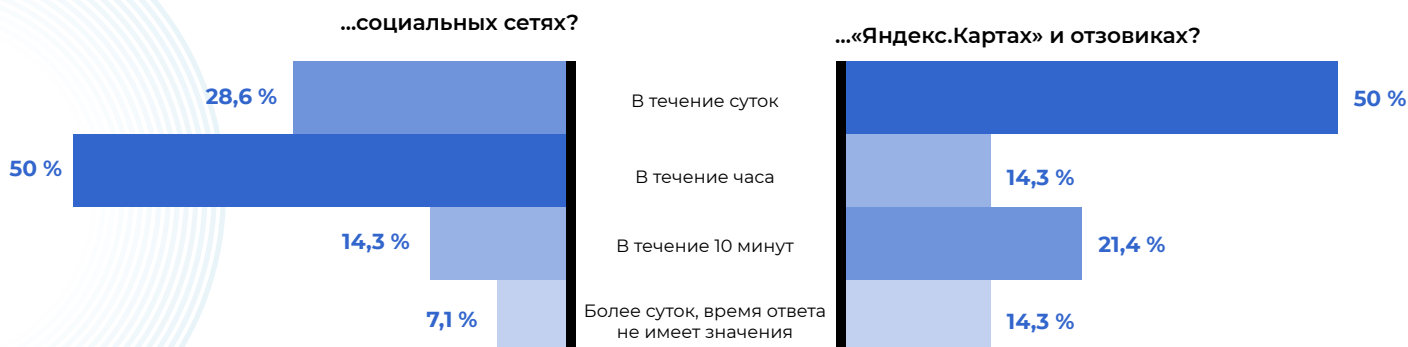 ...социальных сетях?
...«Яндекс.Картах» и отзовиках?
28,6 %
В течение суток
50 %
50 %
В течение часа
14,3 %
14,3 %
В течение 10 минут
21,4 %
7,1 %
Более суток, время ответа
не имеет значения
14,3 %